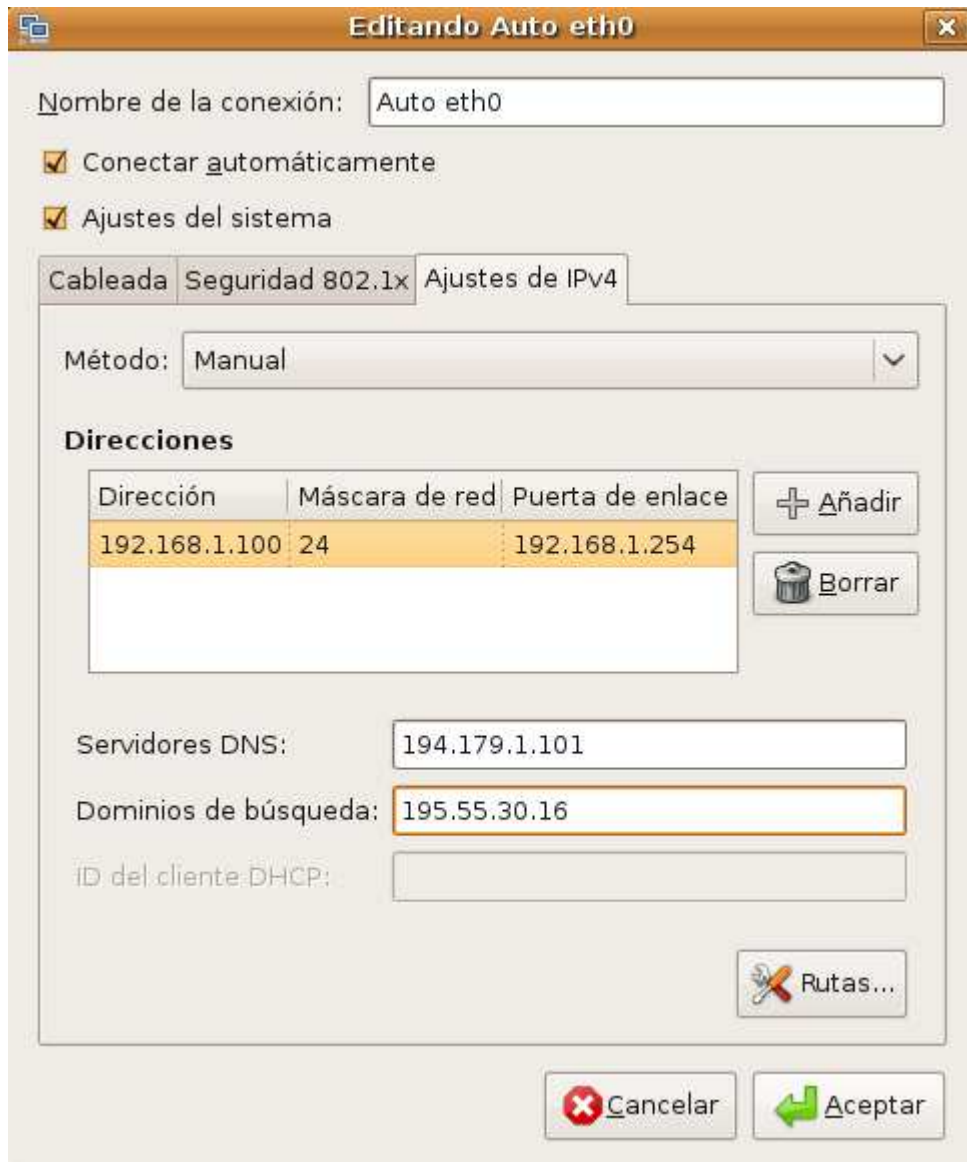 Editando Auto eth0
Nombre de la conexión: Auto eth0
Conectar automáticamente
Ajustes del sistema
Cableada Seguridad 802.1x Ajustes de IPv4
Método: Manual
Direcciones
Dirección Máscara de red Puerta de enlace
192.168.1.100 24 192.168.1.254
Añadir
Borrar
Servidores DNS: 194.179.1.101
Dominios de búsqueda: 195.55.30.16
ID del cliente DHCP:
Rutas...
Cancelar Aceptar